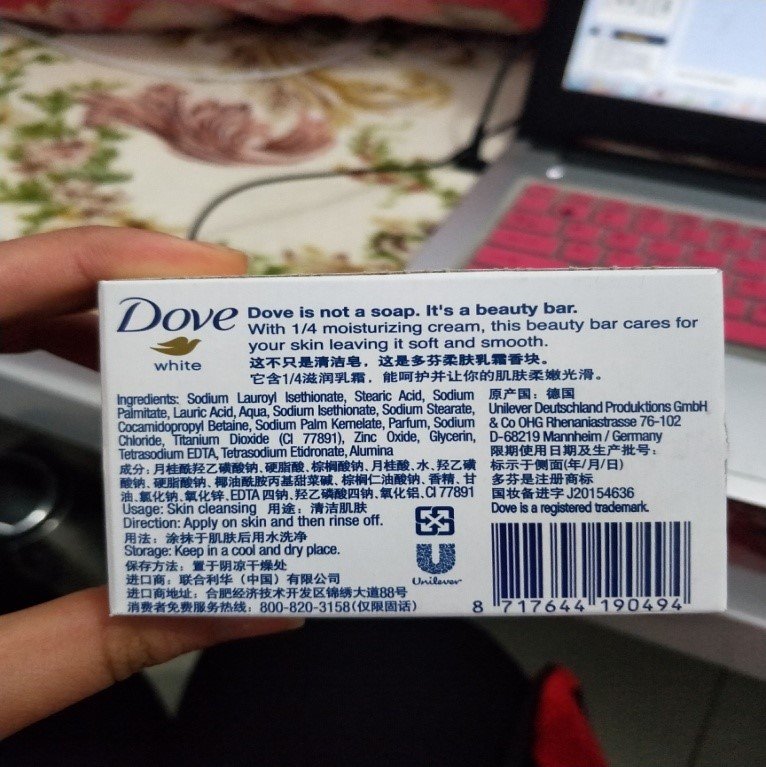 Dove
white
Dove is not a soap. It's a beauty bar.
With 1/4 moisturizing cream, this beauty bar cares for
your skin leaving it soft and smooth.
这不只是清洁皂，这是多芬柔肤乳霜香块。
它含1/4滋润乳霜，能呵护并让你的肌肤柔嫩光滑。
Ingredients: Sodium Lauroyl Isethionate, Stearic Acid, Sodium
Palmitate, Lauric Acid, Aqua, Sodium Isethionate, Sodium Stearate,
Cocamidopropyl Betaine, Sodium Palm Kernelate, Parfum, Sodium
Chloride, Titanium Dioxide (CI 77891), Zinc Oxide, Glycerin,
Tetrasodium EDTA, Tetrasodium Etidronate, Alumina
成分：月桂酰羟乙磺酸钠、硬脂酸、棕榈酸钠、月桂酸、水、羟乙磺
酸钠、硬脂酸钠、椰油酰胺丙基甜菜碱、棕榈仁油酸钠、香精、甘
油、氯化钠、氧化锌、EDTA 四钠、羟乙磷酸四钠、氧化铝、CI 77891
Usage: Skin cleansing 用途：清洁肌肤
Direction: Apply on skin and then rinse off.
用法：涂抹于肌肤后用水洗净
Storage: Keep in a cool and dry place.
保存方法：置于阴凉干燥处
进口商：联合利华（中国）有限公司
进口商地址：合肥经济技术开发区锦绣大道88号
消费者免费服务热线：800-820-3158(仅限固话)
原产国：德国
Unilever Deutschland Produktions GmbH
& Co OHG Rhenaniastrasse 76-102
D-68219 Mannheim / Germany
限期使用日期及生产批号：
标示于侧面(年/月/日)
多芬是注册商标
国妆备进字 J20154636
Dove is a registered trademark.
Unilever
8 717644 190494